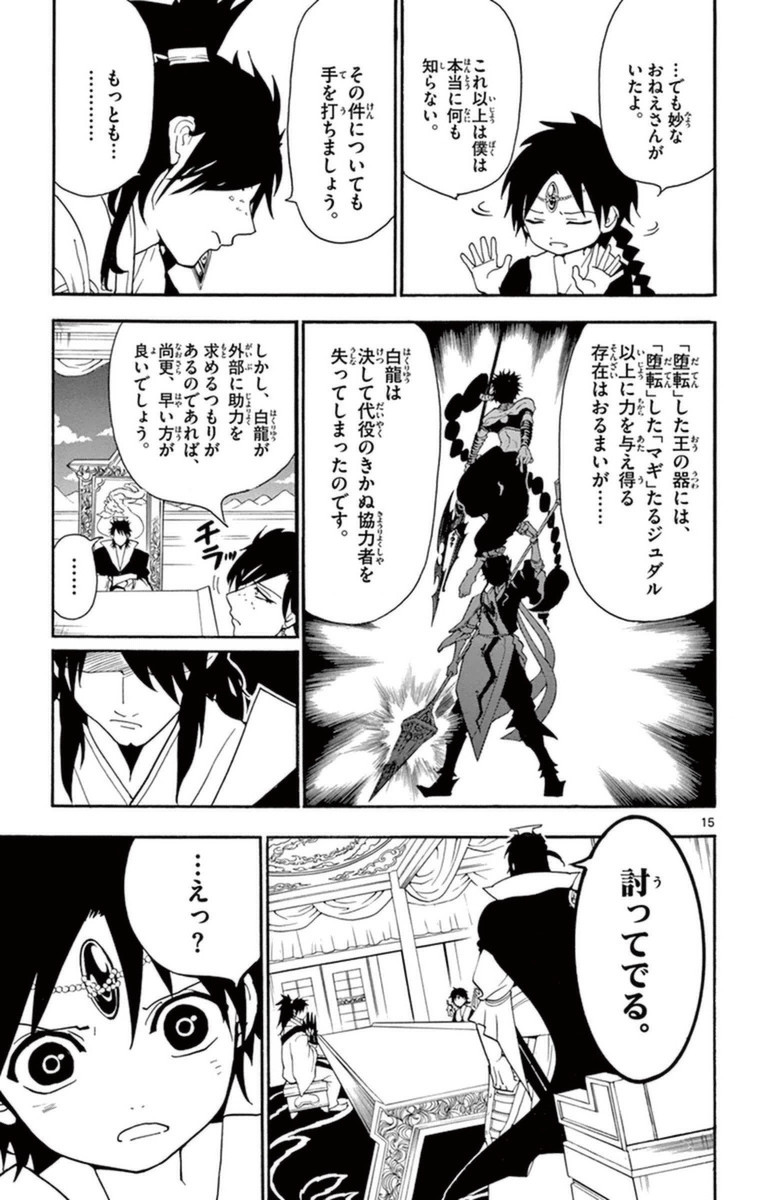 …でも妙な
おねえさんが
いたよ。
これ以上は僕は
本当に何も
知らない。
その件についても
手を打ちましょう。
もっとも…
…………
「堕転」した王の器には、
「堕転」した「マギ」たるジュダル
以上に力を与え得る
存在はおるまいが……
白龍は
決して代役のきかぬ協力者を
失ってしまったのです。
しかし、白龍が
外部に助力を
求めるつもりが
あるのであれば、
尚更、早い方が
良いでしょう。
チラッ
……
15
討ってでる。
…えっ？